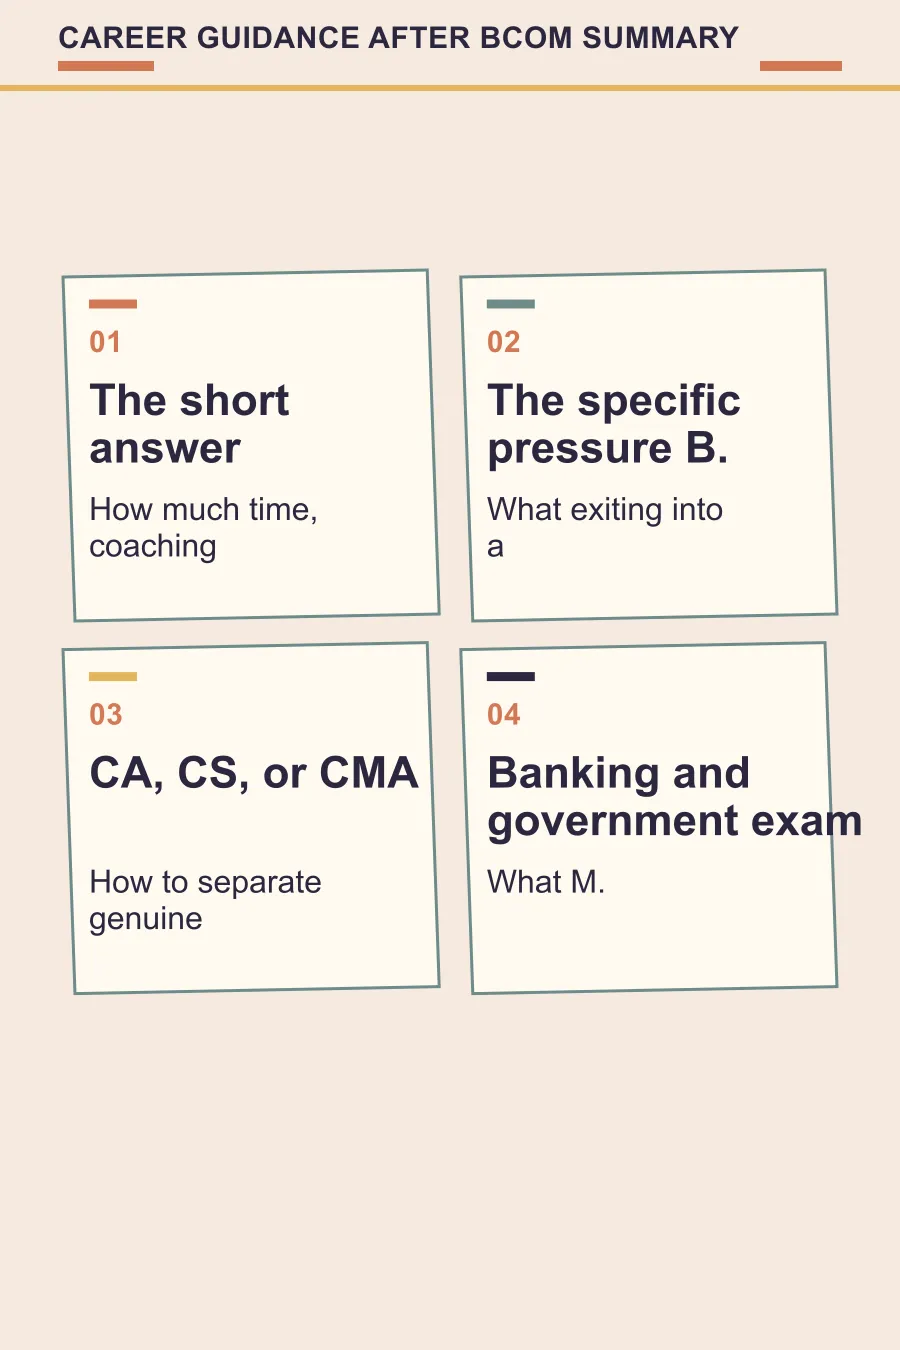 CAREER GUIDANCE AFTER BCOM SUMMARY
01
The short
answer
How much time,
coaching
02
The specific
pressure B.
What exiting into
a
03
CA, CS, or CMA
How to separate
genuine
04
Banking and
government exam
What M.